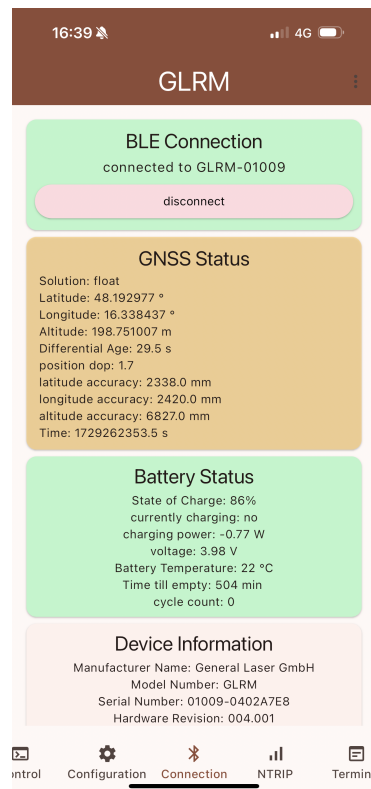 16:39
4G
GLRM
BLE Connection
connected to GLRM-01009
disconnect
GNSS Status
Solution: float
Latitude: 48.192977 °
Longitude: 16.338437 °
Altitude: 198.751007 m
Differential Age: 29.5 s
position dop: 1.7
latitude accuracy: 2338.0 mm
longitude accuracy: 2420.0 mm
altitude accuracy: 6827.0 mm
Time: 1729262353.5 s
Battery Status
State of Charge: 86%
currently charging: no
charging power: -0.77 W
voltage: 3.98 V
Battery Temperature: 22 °C
Time till empty: 504 min
cycle count: 0
Device Information
Manufacturer Name: General Laser GmbH
Model Number: GLRM
Serial Number: 01009-0402A7E8
Hardware Revision: 004.001
ontrol Configuration Connection NTRIP Termin